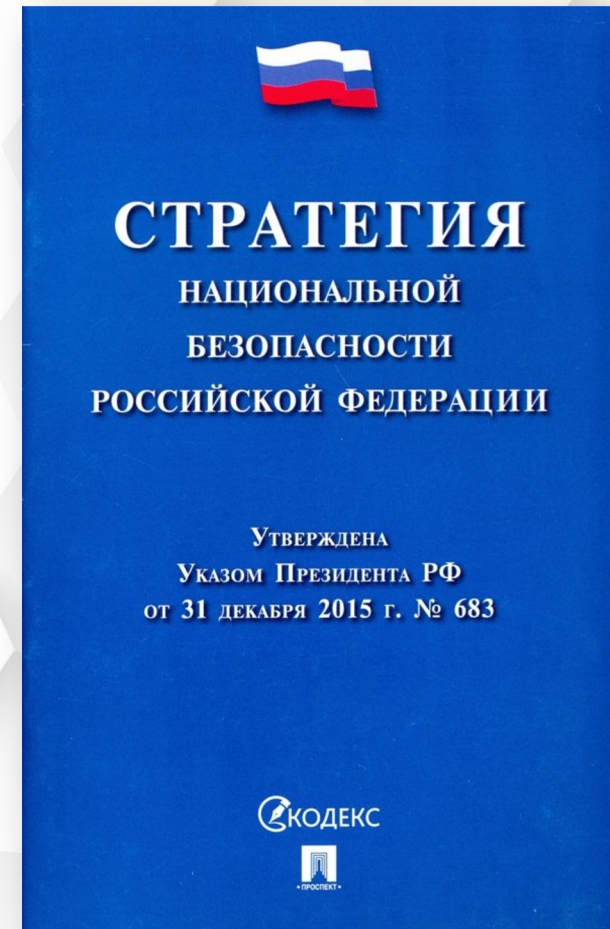 СТРАТЕГИЯ
НАЦИОНАЛЬНОЙ
БЕЗОПАСНОСТИ
РОССИЙСКОЙ ФЕДЕРАЦИИ
УТВЕРЖДЕНА
УКАЗОМ ПРЕЗИДЕНТА РФ
ОТ 31 ДЕКАБРЯ 2015 Г. № 683
КОДЕКС
• ПРОСПЕКТ •